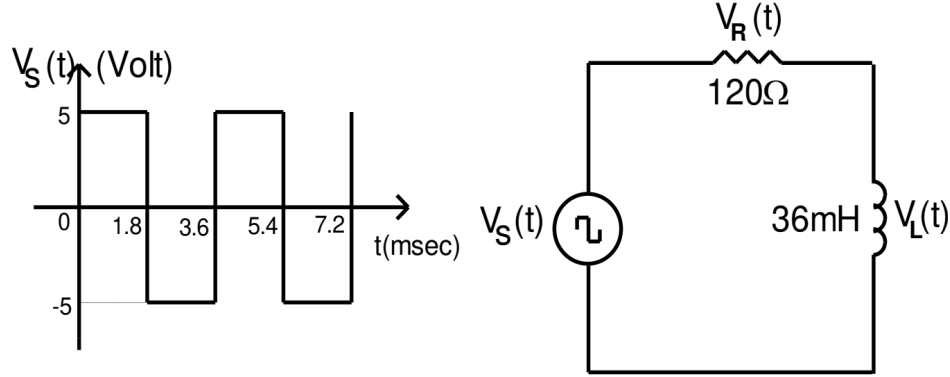 V_S(t) (Volt)
5
0
-5
1.8 3.6 5.4 7.2
t(msec)
V_R(t)
120Ω
V_S(t)
36mH V_L(t)